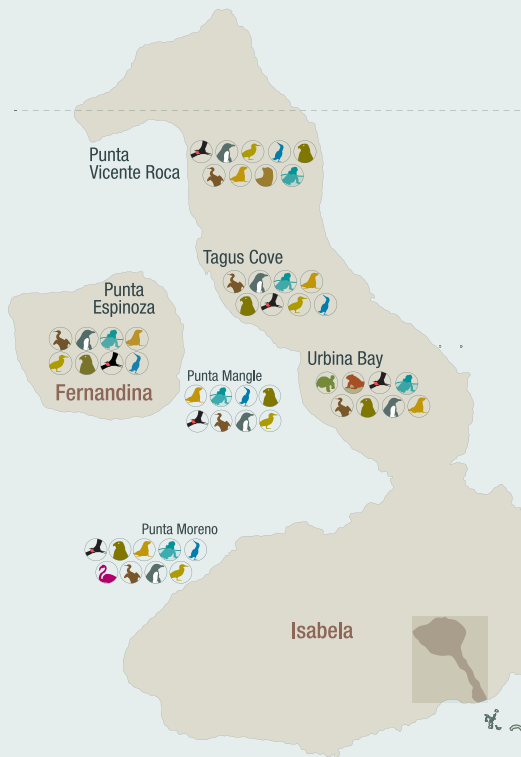 Punta
Vicente Roca
Tagus Cove
Punta
Espinoza
Fernandina
Punta Mangle
Urbina Bay
Punta Moreno
Isabela